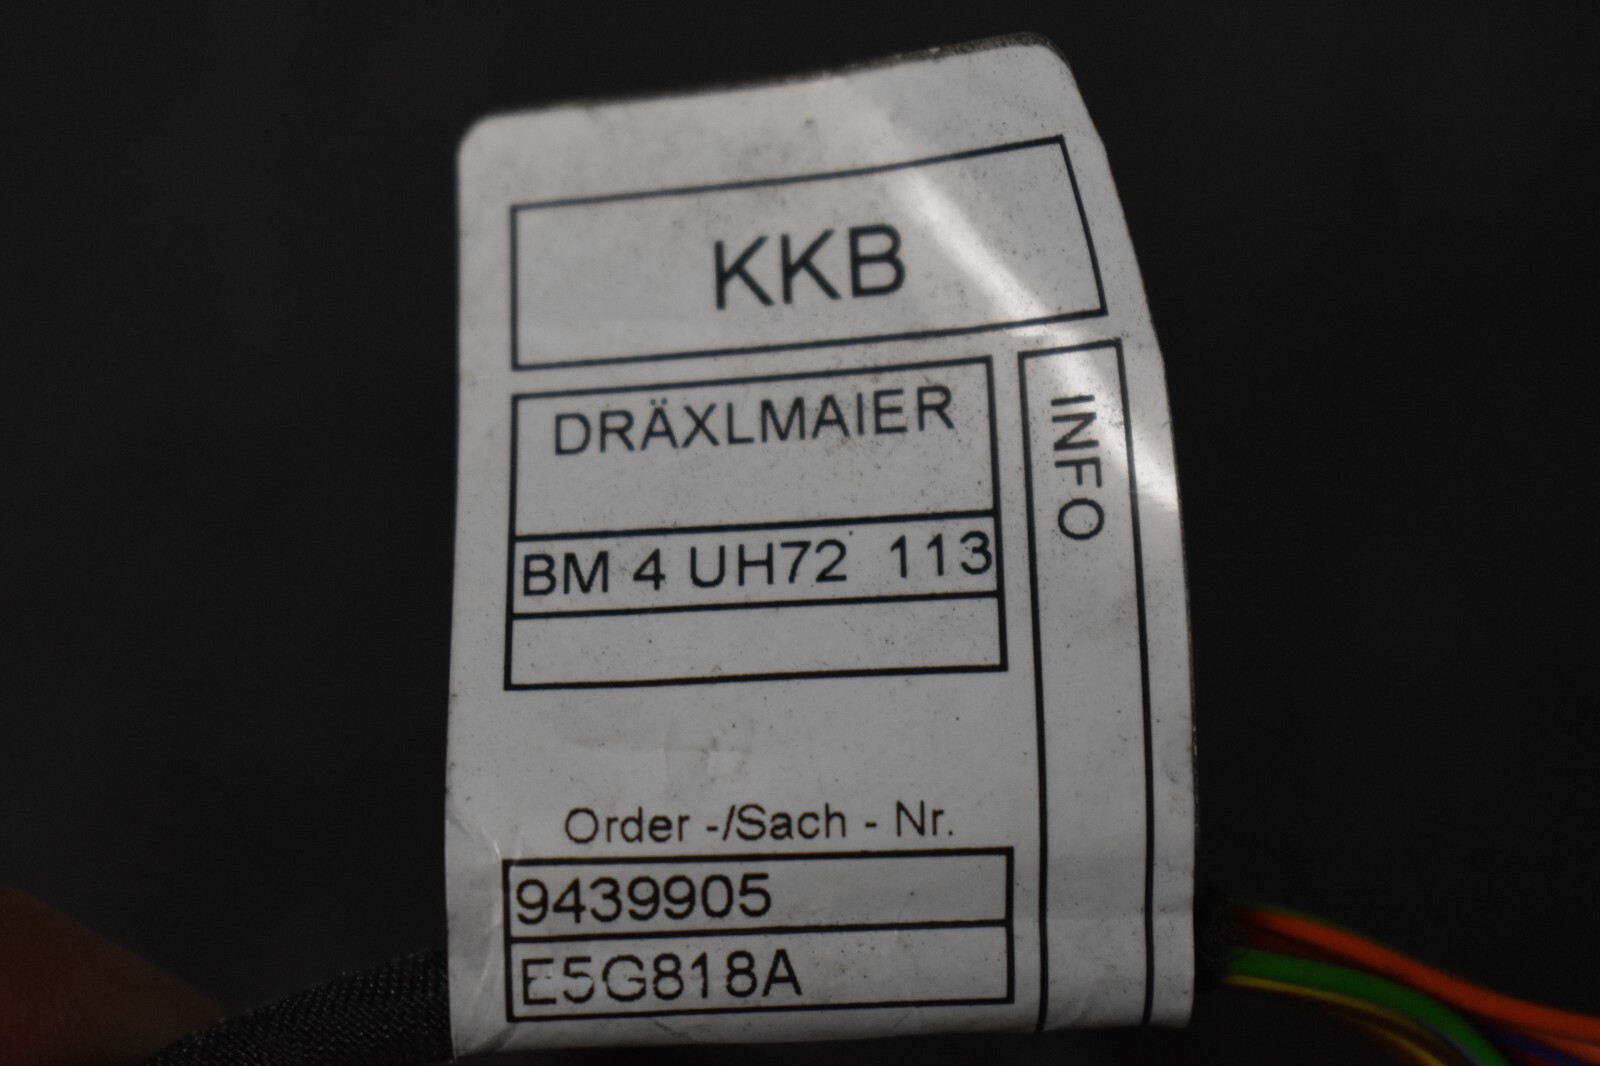 KKB
DRÄXLMAIER
INFO
BM 4 UH72 113
Order -/Sach - Nr.
9439905
E5G818A